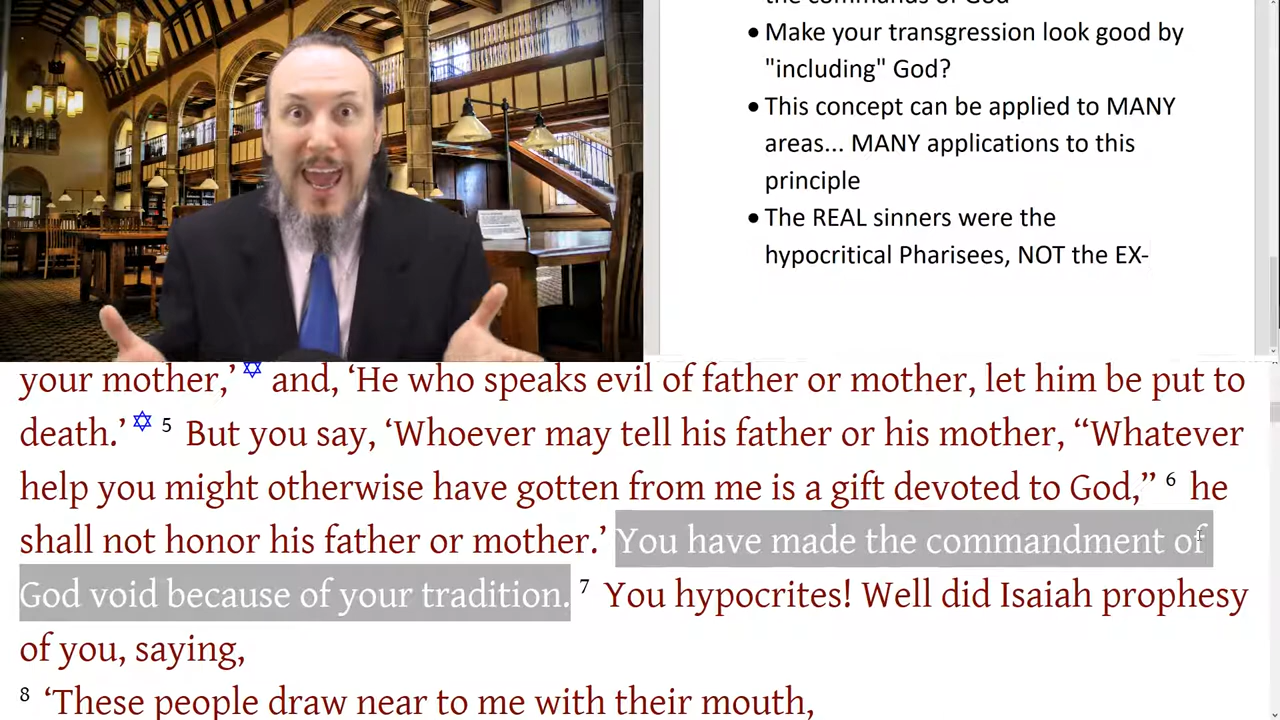 the commands of God
• Make your transgression look good by
"including" God?
• This concept can be applied to MANY
areas... MANY applications to this
principle
• The REAL sinners were the
hypocritical Pharisees, NOT the EX-
your mother,’✡ and, ‘He who speaks evil of father or mother, let him be put to
death.’✡ 5 But you say, ‘Whoever may tell his father or his mother, “Whatever
help you might otherwise have gotten from me is a gift devoted to God,” 6 he
shall not honor his father or mother.’ You have made the commandment of
God void because of your tradition. 7 You hypocrites! Well did Isaiah prophesy
of you, saying,
8 ‘These people draw near to me with their mouth,